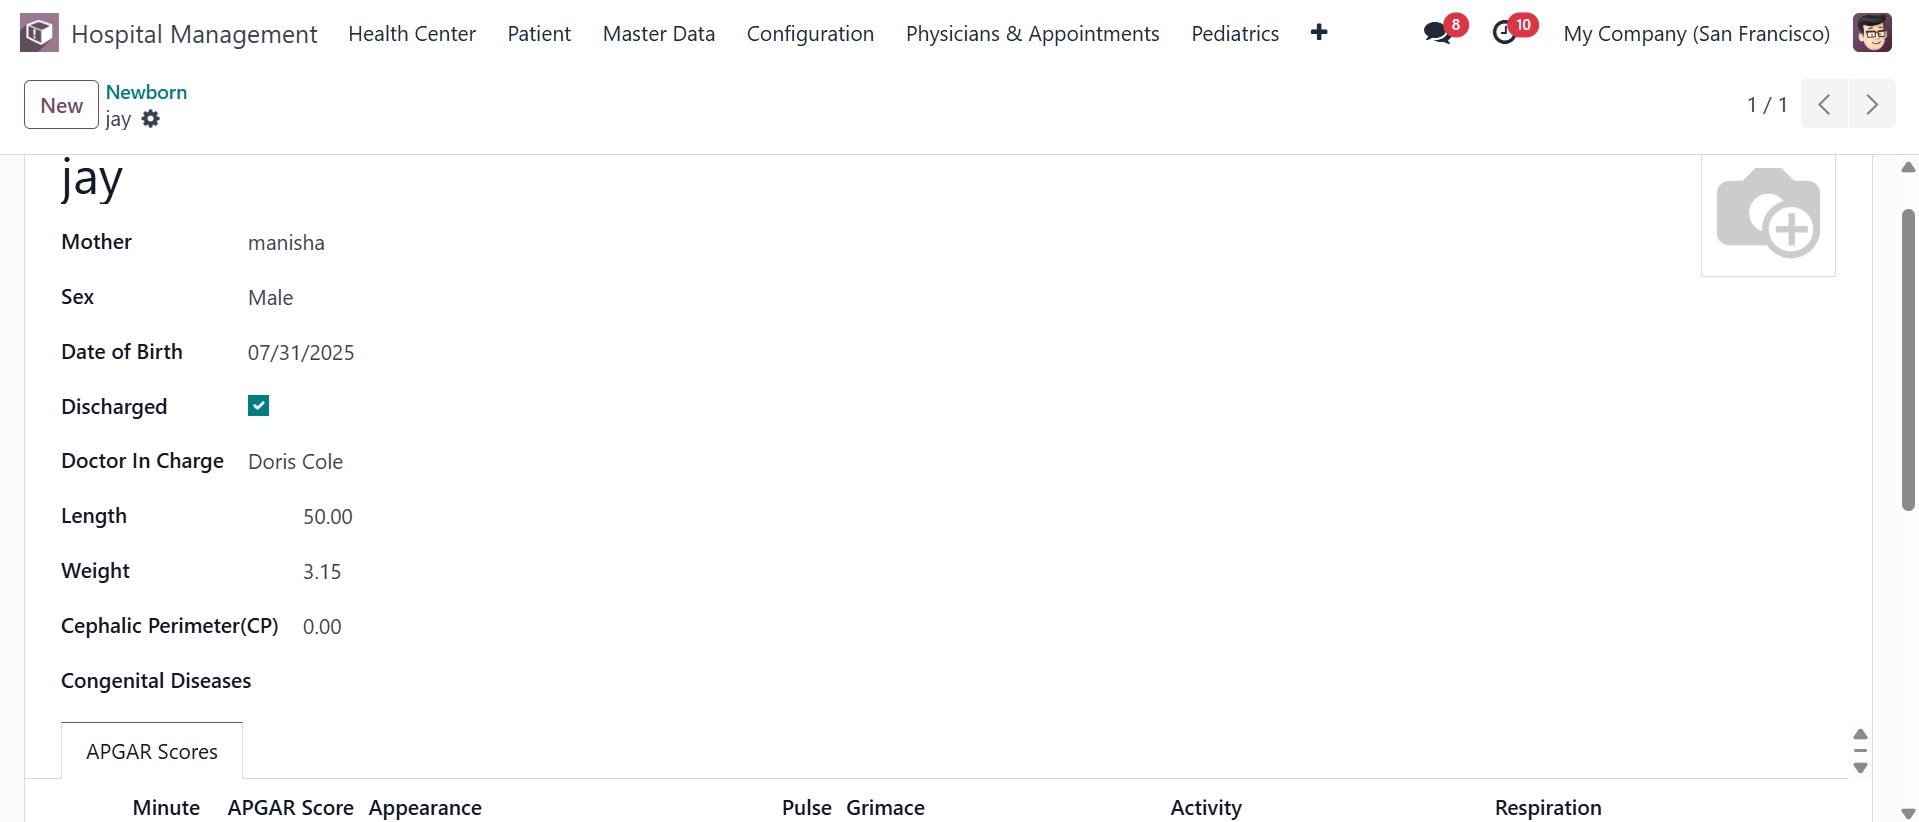 Hospital Management Health Center Patient Master Data Configuration Physicians & Appointments Pediatrics 8 10 My Company (San Francisco)
New Newborn 1 / 1
jay
jay
Mother manisha
Sex Male
Date of Birth 07/31/2025
Discharged
Doctor In Charge Doris Cole
Length 50.00
Weight 3.15
Cephalic Perimeter(CP) 0.00
Congenital Diseases
APGAR Scores
Minute APGAR Score Appearance Pulse Grimace Activity Respiration